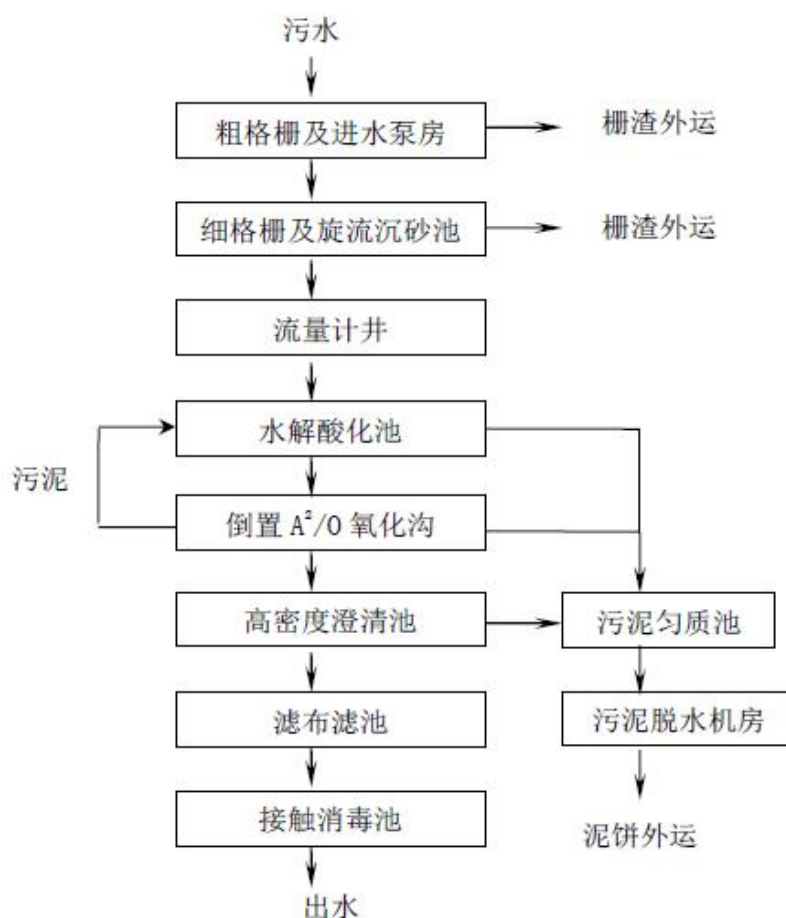 污水
粗格栅及进水泵房
栅渣外运
细格栅及旋流沉砂池
栅渣外运
流量计井
水解酸化池
污泥
倒置 A²/O 氧化沟
高密度澄清池
污泥匀质池
滤布滤池
污泥脱水机房
接触消毒池
泥饼外运
出水